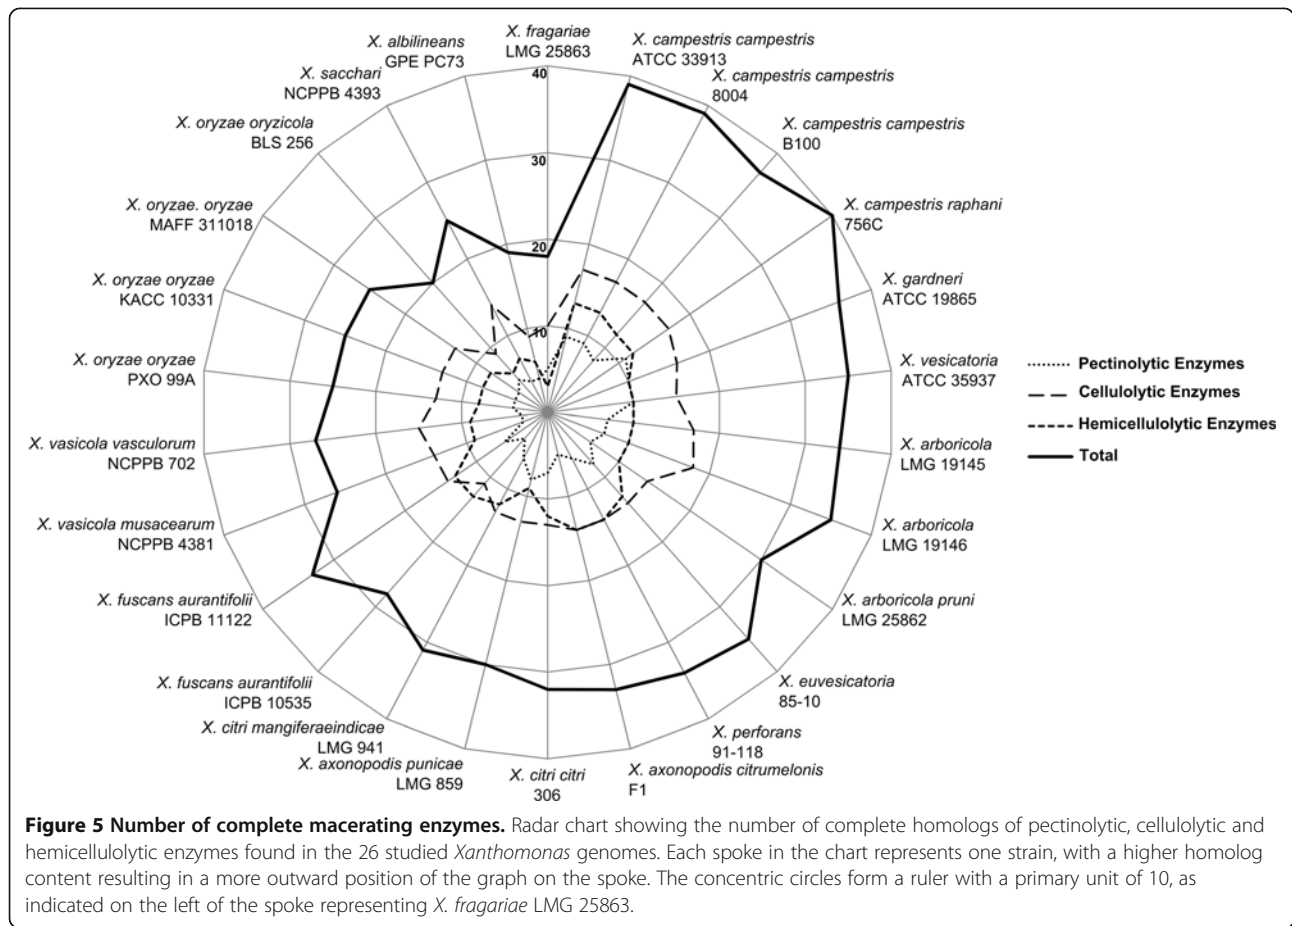 X. fragariae
LMG 25863
X. campestris campestris
ATCC 33913
X. campestris campestris
8004
X. campestris campestris
B100
X. campestris raphani
756C
X. gardneri
ATCC 19865
X. vesicatoria
ATCC 35937
X. arboricola
LMG 19145
X. arboricola
LMG 19146
X. arboricola pruni
LMG 25862
X. euvesicatoria
85-10
X. perforans
91-118
X. axonopodis citrumelonis
F1
X. citri citri
306
X. axonopodis punicae
LMG 859
X. citri mangiferaeindicae
LMG 941
X. fuscans aurantifolii
ICPB 10535
X. fuscans aurantifolii
ICPB 11122
X. vasicola musacearum
NCPPB 4381
X. vasicola vasculorum
NCPPB 702
X. oryzae oryzae
PXO 99A
X. oryzae oryzae
KACC 10331
X. oryzae. oryzae
MAFF 311018
X. oryzae oryzicola
BLS 256
X. sacchari
NCPPB 4393
X. albilineans
GPE PC73
40
30
20
10
Pectinolytic Enzymes
Cellulolytic Enzymes
Hemicellulolytic Enzymes
Total
Figure 5 Number of complete macerating enzymes. Radar chart showing the number of complete homologs of pectinolytic, cellulolytic and
hemicellulolytic enzymes found in the 26 studied Xanthomonas genomes. Each spoke in the chart represents one strain, with a higher homolog
content resulting in a more outward position of the graph on the spoke. The concentric circles form a ruler with a primary unit of 10, as
indicated on the left of the spoke representing X. fragariae LMG 25863.